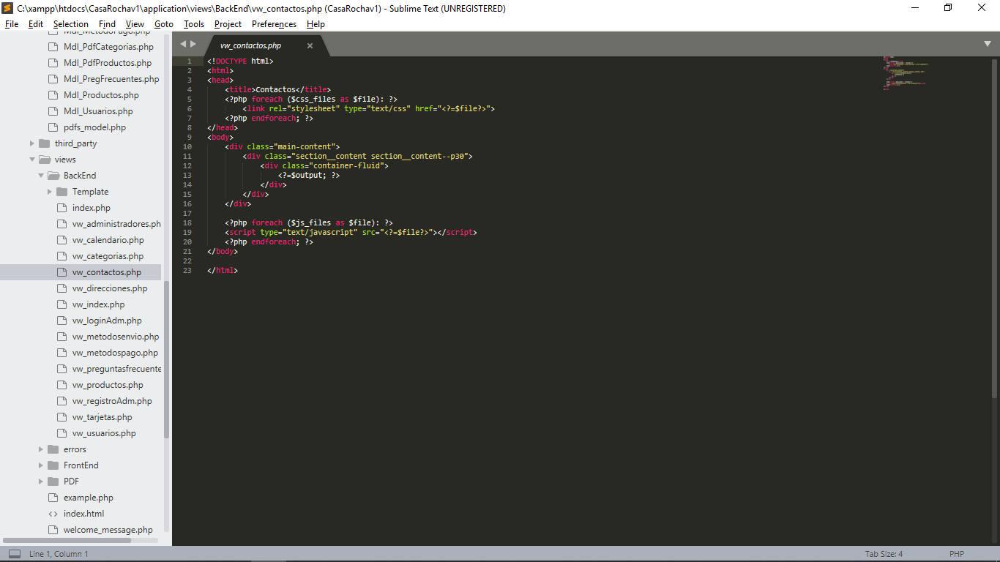 C:\xampp\htdocs\CasaRochav1\application\views\BackEnd\vw_contactos.php (CasaRochav1) - Sublime Text (UNREGISTERED)
File Edit Selection Find View Goto Tools Project Preferences Help
Mdl_MetodoPago.php
Mdl_PdfCategorias.php
Mdl_PdfProductos.php
Mdl_PregFrecuentes.php
Mdl_Productos.php
Mdl_Usuarios.php
pdfs_model.php
third_party
views
BackEnd
Template
index.php
vw_administradores.ph
vw_calendario.php
vw_categorias.php
vw_contactos.php
vw_direcciones.php
vw_index.php
vw_loginAdm.php
vw_metodosenvio.php
vw_metodospago.php
vw_preguntasfrecuente
vw_productos.php
vw_registroAdm.php
vw_tarjetas.php
vw_usuarios.php
errors
FrontEnd
PDF
example.php
index.html
welcome_message.php
vw_contactos.php
1 <!DOCTYPE html>
2 <html>
3 <head>
4 <title>Contactos</title>
5 <?php foreach ($css_files as $file): ?>
6 <link rel="stylesheet" type="text/css" href="<?=$file?>">
7 <?php endforeach; ?>
8 </head>
9 <body>
10 <div class="main-content">
11 <div class="section__content section__content--p30">
12 <div class="container-fluid">
13 <?=$output; ?>
14 </div>
15 </div>
16 </div>
17
18 <?php foreach ($js_files as $file): ?>
19 <script type="text/javascript" src="<?=$file?>"></script>
20 <?php endforeach; ?>
21 </body>
22
23 </html>
Line 1, Column 1
Tab Size: 4
PHP